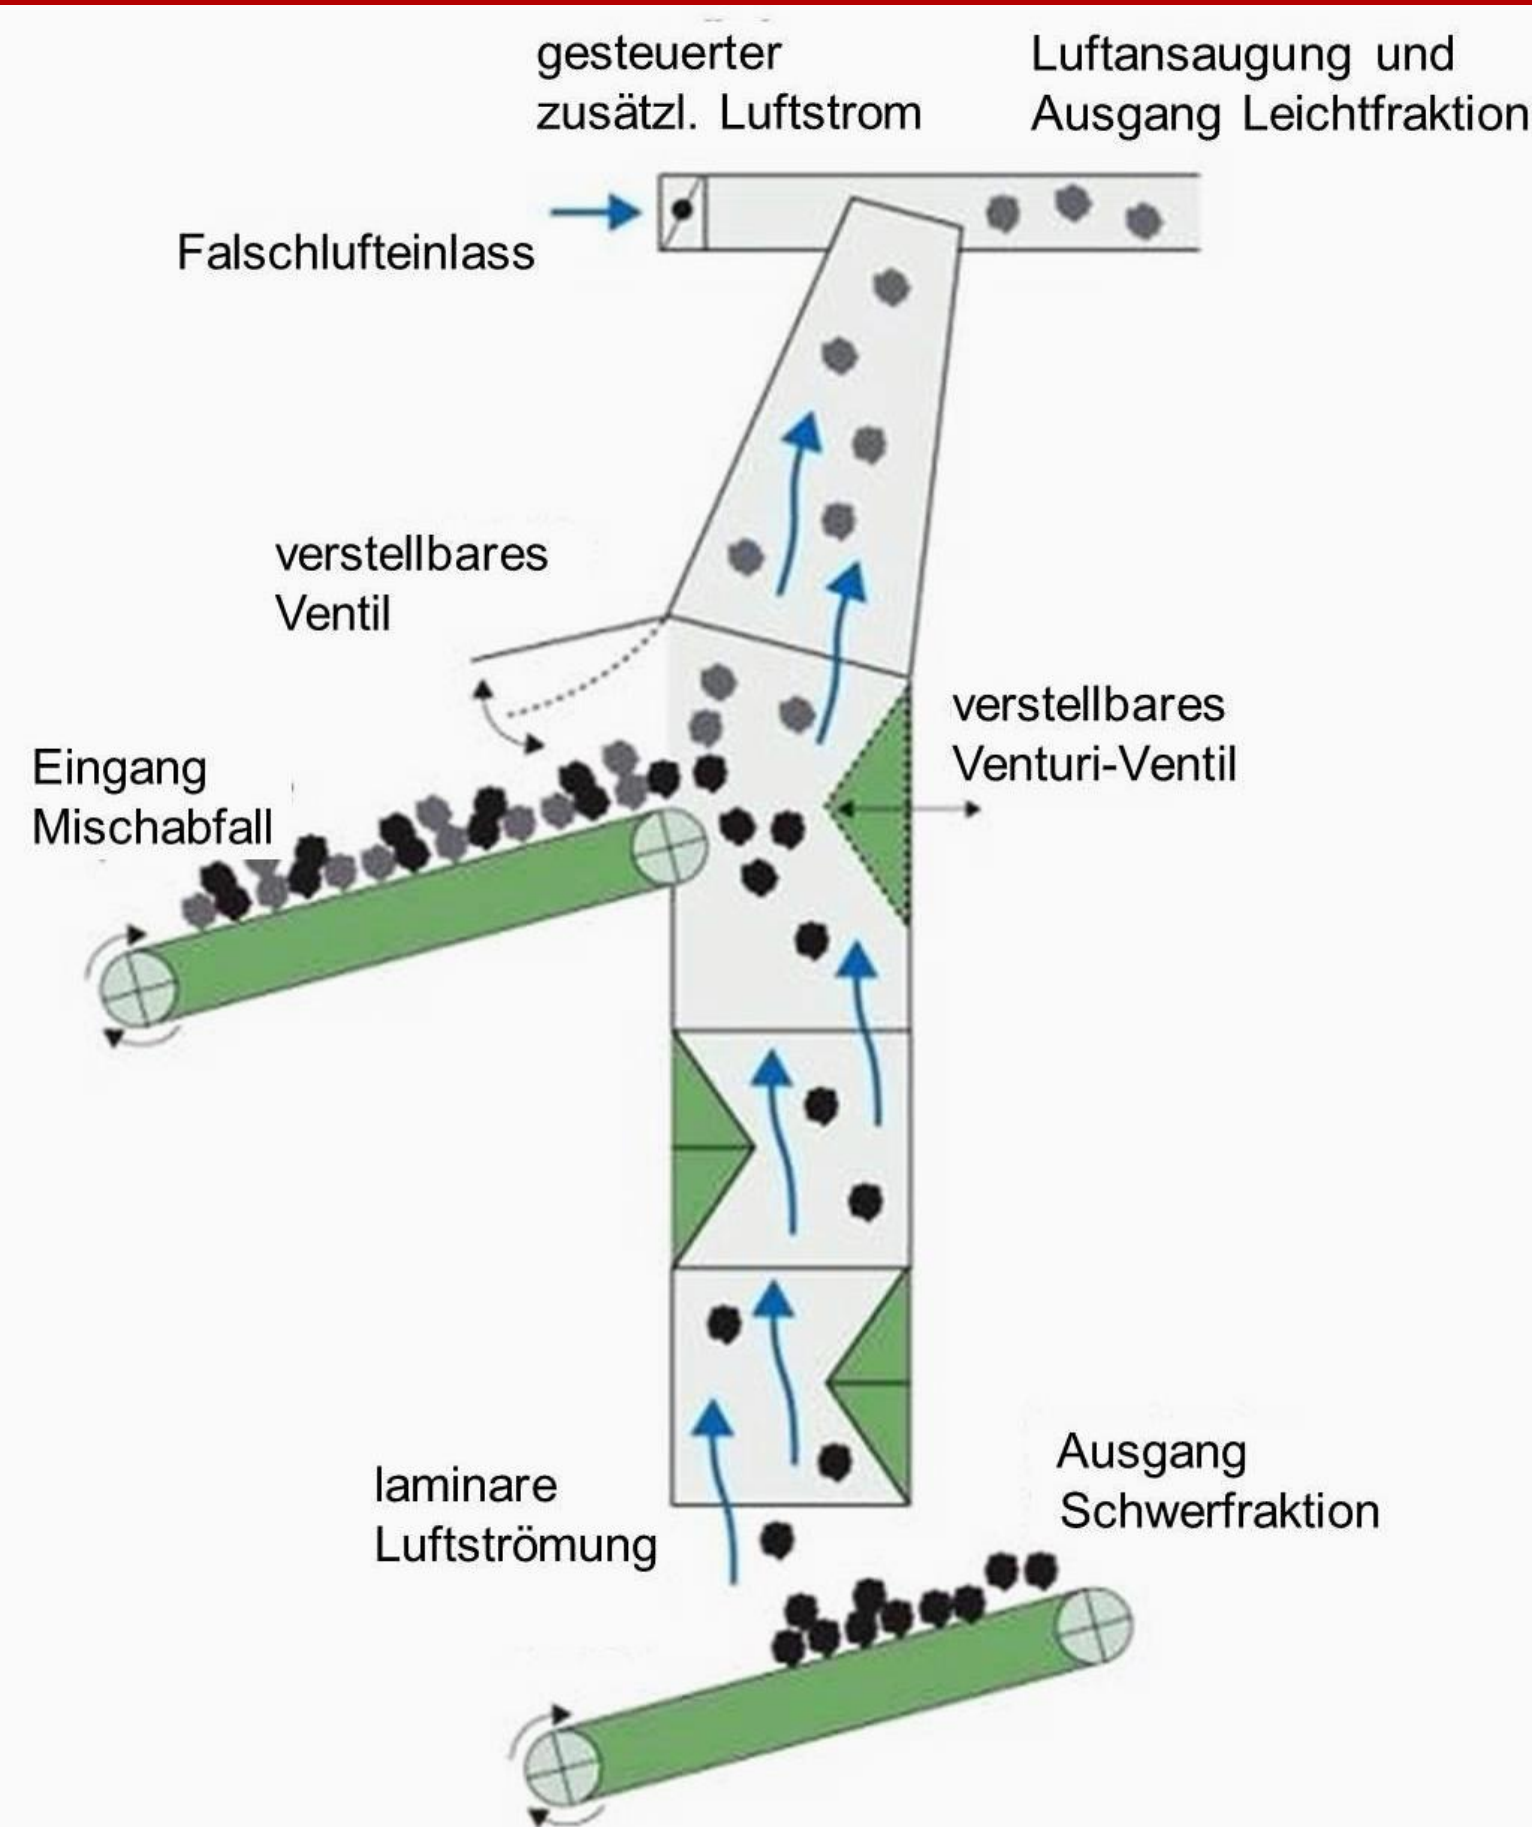 gesteuerter
zusätzl. Luftstrom
Luftansaugung und
Ausgang Leichtfraktion
Falschlufteinlass
verstellbares
Ventil
verstellbares
Venturi-Ventil
Eingang
Mischabfall
laminare
Luftströmung
Ausgang
Schwerfraktion